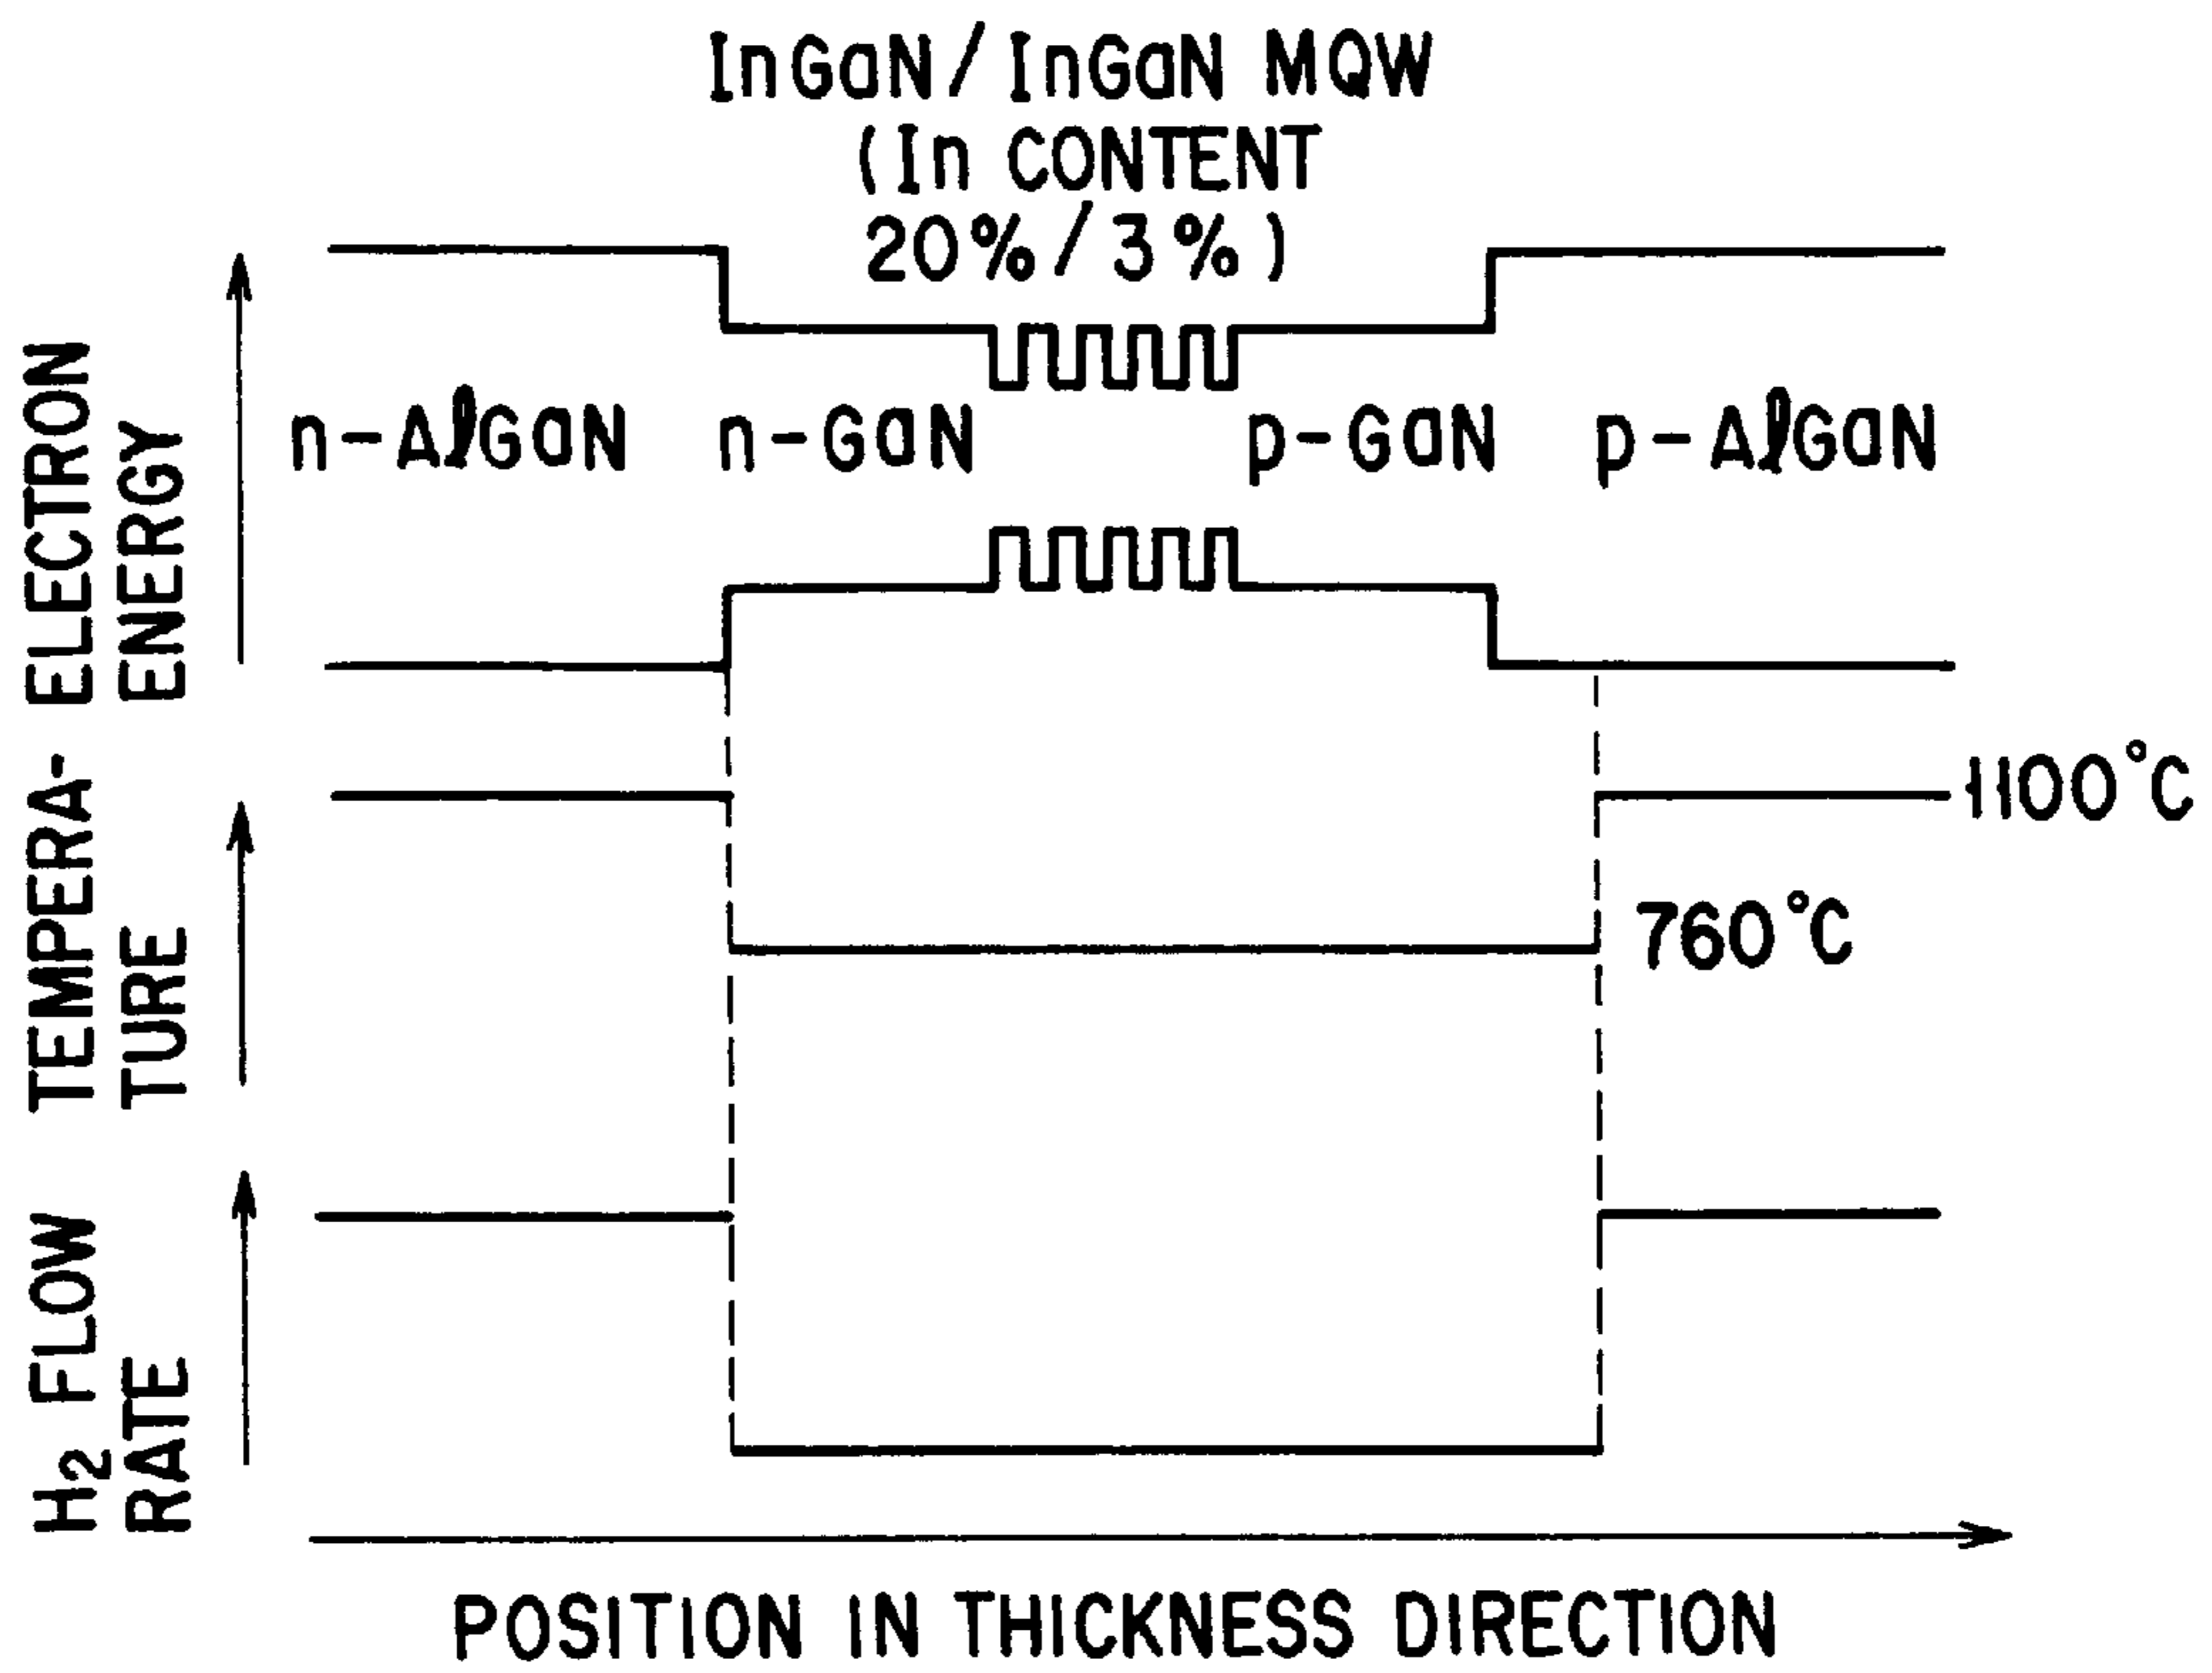 InGaN/InGaN MQW
(In CONTENT
20%/3%)
ELECTRON
ENERGY
n-AlGaN n-GaN p-GaN p-AlGaN
TEMPERA-
TURE
1100°C
760°C
H2 FLOW
RATE
POSITION IN THICKNESS DIRECTION